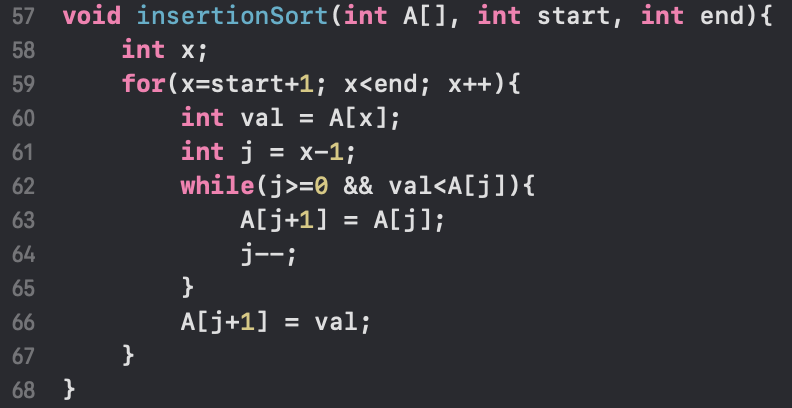 57 void insertionSort(int A[], int start, int end){
58     int x;
59     for(x=start+1; x<end; x++){
60         int val = A[x];
61         int j = x-1;
62         while(j>=0 && val<A[j]){
63             A[j+1] = A[j];
64             j--;
65         }
66         A[j+1] = val;
67     }
68 }